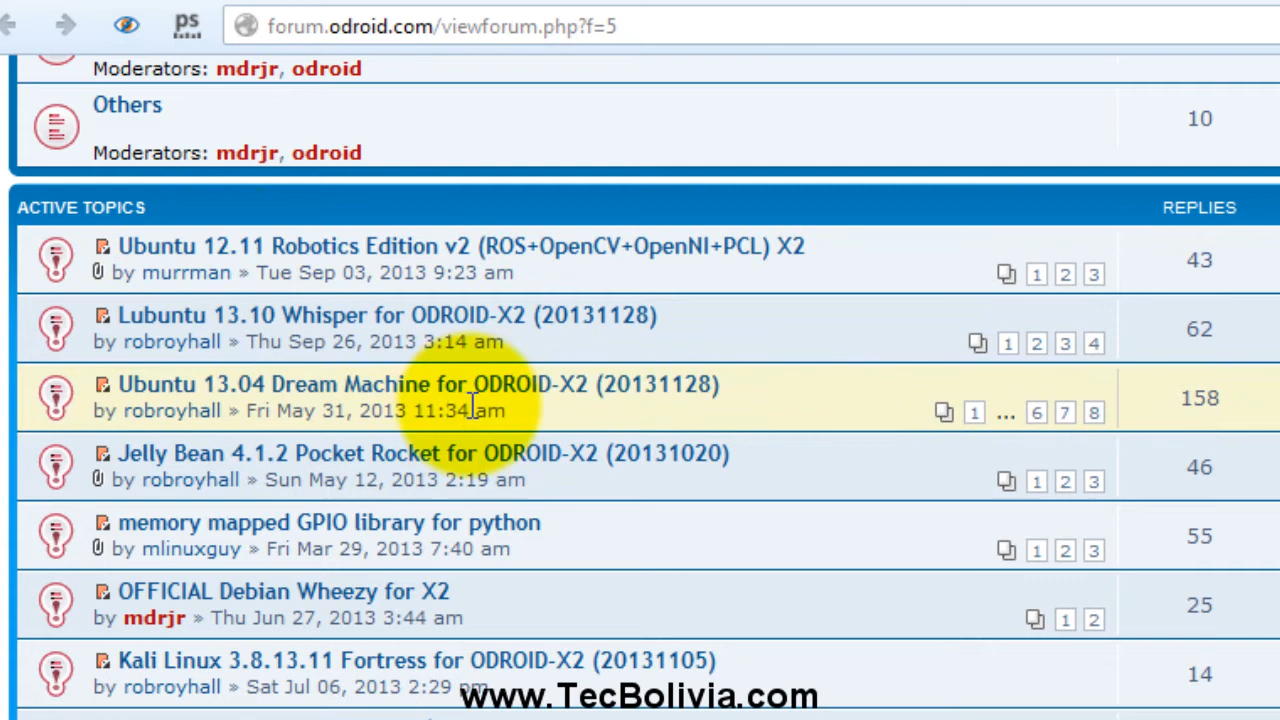 ps
forum.odroid.com/viewforum.php?f=5
Moderators: mdrjr, odroid
Others
10
Moderators: mdrjr, odroid
ACTIVE TOPICS
REPLIES
Ubuntu 12.11 Robotics Edition v2 (ROS+OpenCV+OpenNI+PCL) X2
by murrman » Tue Sep 03, 2013 9:23 am
1 2 3
43
Lubuntu 13.10 Whisper for ODROID-X2 (20131128)
by robroyhall » Thu Sep 26, 2013 3:14 am
1 2 3 4
62
Ubuntu 13.04 Dream Machine for ODROID-X2 (20131128)
by robroyhall » Fri May 31, 2013 11:34 am
1 ... 6 7 8
158
Jelly Bean 4.1.2 Pocket Rocket for ODROID-X2 (20131020)
by robroyhall » Sun May 12, 2013 2:19 am
1 2 3
46
memory mapped GPIO library for python
by mlinuxguy » Fri Mar 29, 2013 7:40 am
1 2 3
55
OFFICIAL Debian Wheezy for X2
by mdrjr » Thu Jun 27, 2013 3:44 am
1 2
25
Kali Linux 3.8.13.11 Fortress for ODROID-X2 (20131105)
by robroyhall » Sat Jul 06, 2013 2:29 pm
14
www.TecBolivia.com